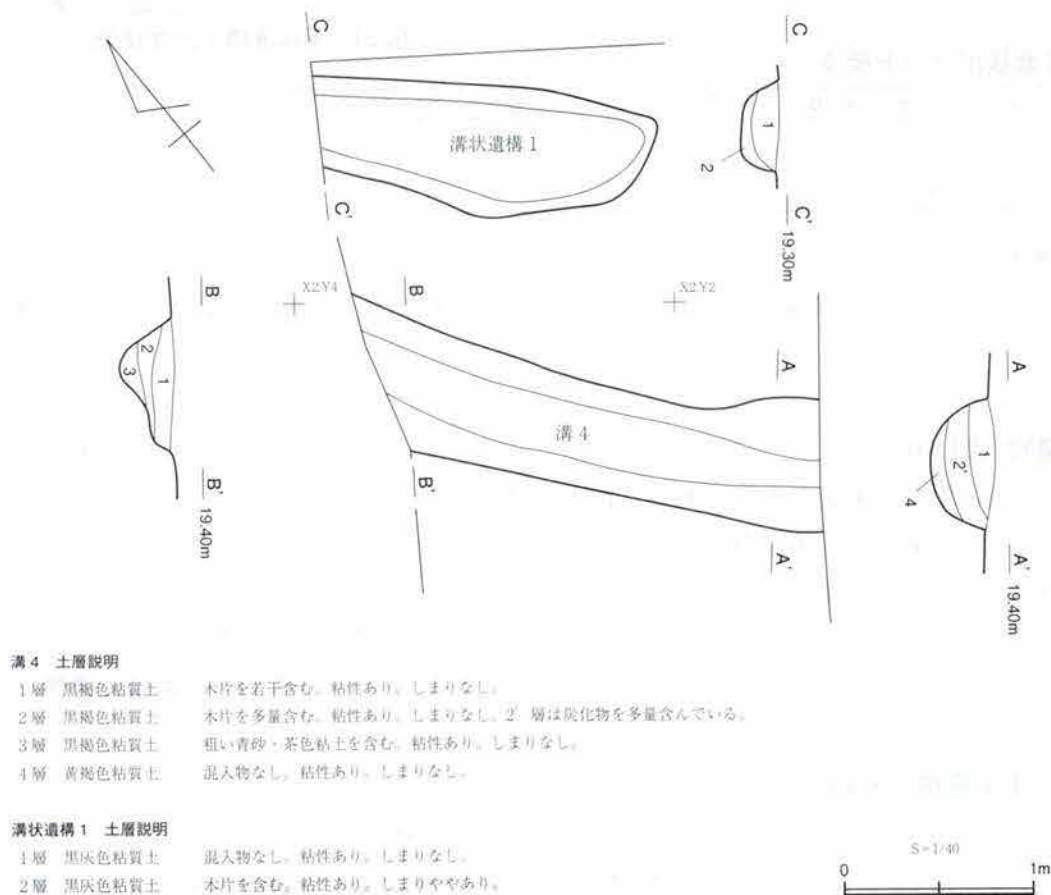 C
C
溝状遺構 1
1
2
C'
C'
19.30m
X2Y4
B
X2Y2
B
A
A
1
2
3
溝 4
1
2'
4
B'
B'
19.40m
A'
A'
19.40m
溝 4 土層説明
1層 黒褐色粘質土 木片を若干含む。粘性あり。しまりなし。
2層 黒褐色粘質土 木片を多量含む。粘性あり。しまりなし。2' 層は炭化物を多量含んでいる。
3層 黒褐色粘質土 粗い青砂・茶色粘土を含む。粘性あり。しまりなし。
4層 黄褐色粘質土 混入物なし。粘性あり。しまりなし。
溝状遺構 1 土層説明
1層 黒灰色粘質土 混入物なし。粘性あり。しまりなし。
2層 黒灰色粘質土 木片を含む。粘性あり。しまりややあり。
S=1/40
0 1m